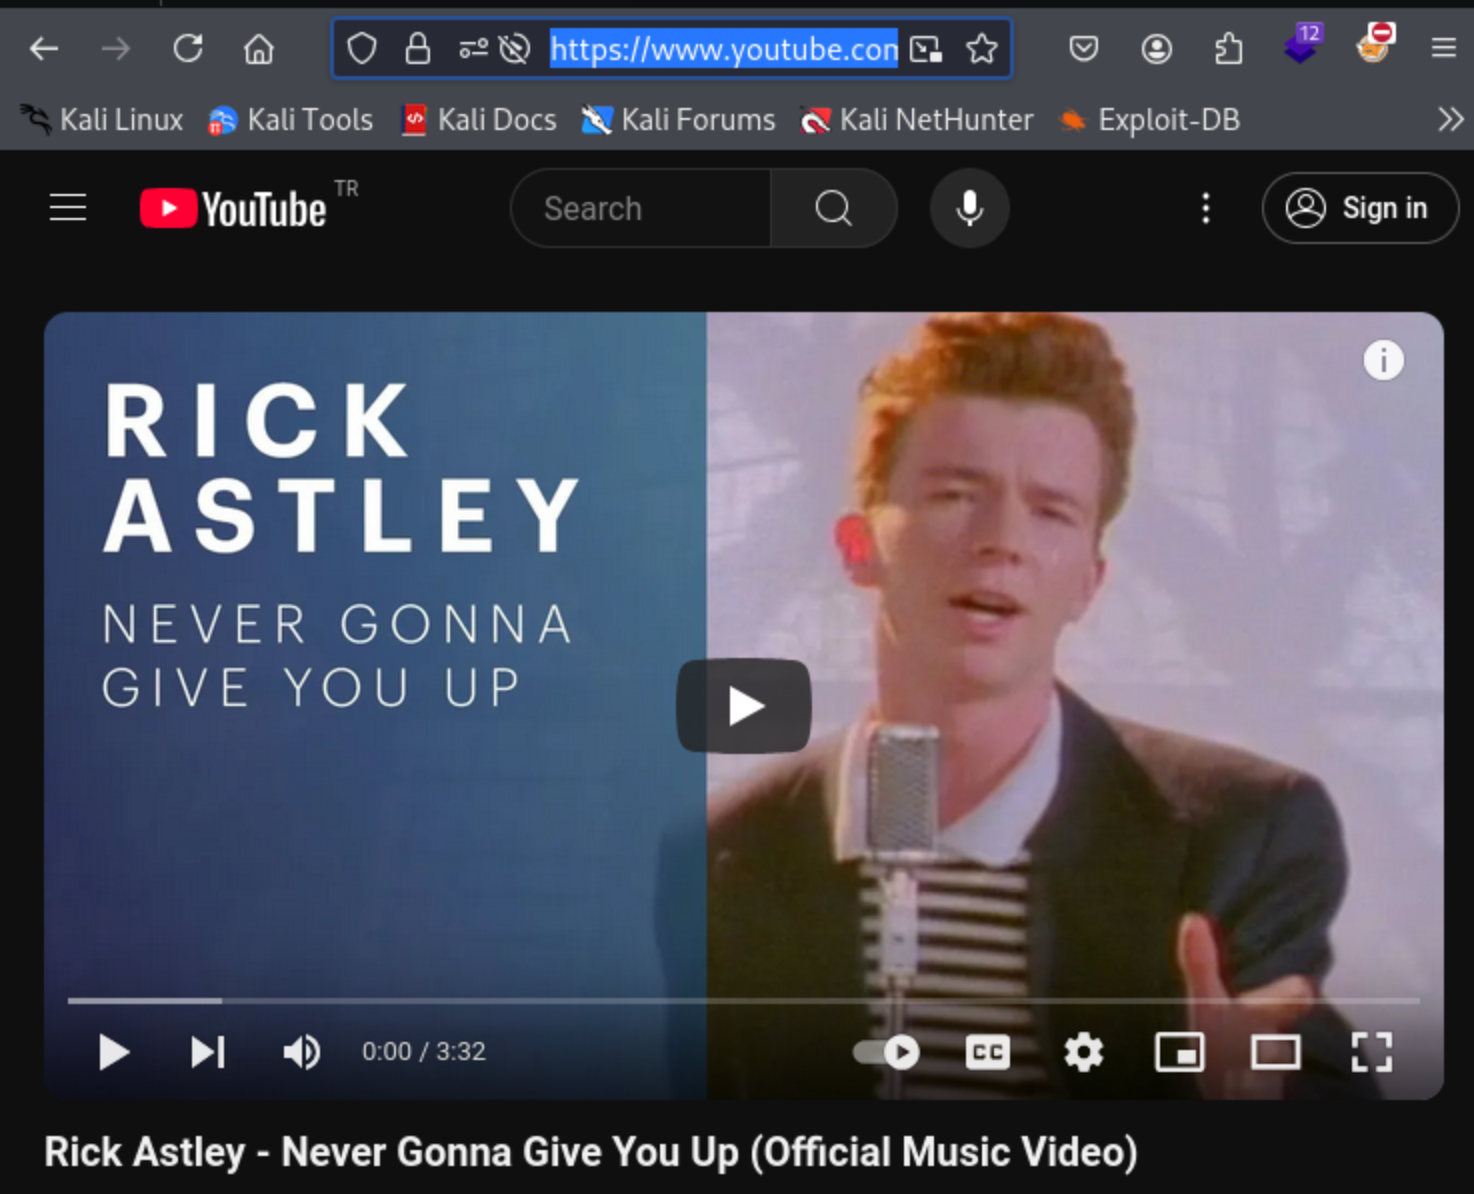 https://www.youtube.com
12
Kali Linux Kali Tools Kali Docs Kali Forums Kali NetHunter Exploit-DB
YouTube TR Search Sign in
RICK
ASTLEY
NEVER GONNA
GIVE YOU UP
0:00 / 3:32 CC
Rick Astley - Never Gonna Give You Up (Official Music Video)